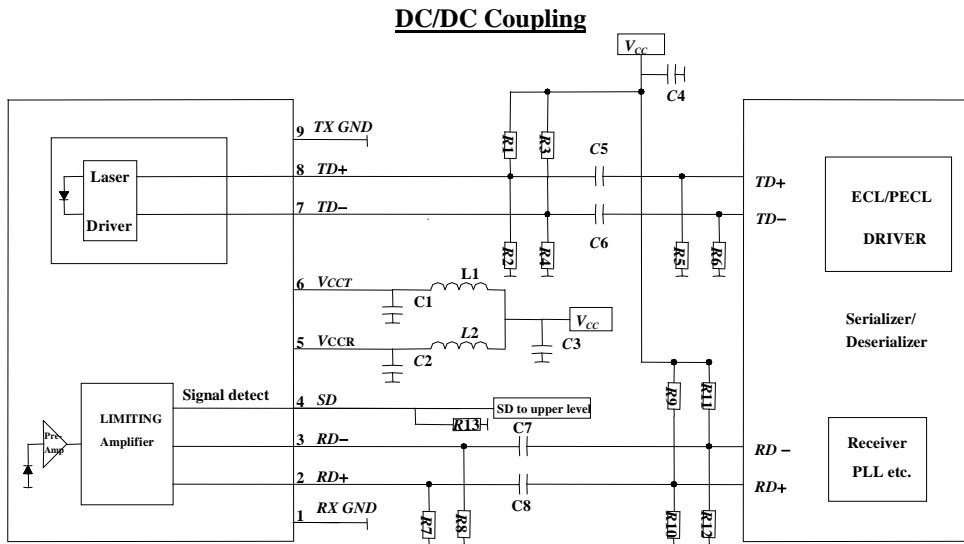 DC/DC Coupling
VCC
C4
9 TX GND
R1
R3
C5
Laser
Driver
8 TD+
TD+
7 TD−
TD−
C6
ECL/PECL
DRIVER
R2
R4
R5
R6
6 VCCT
C1
L1
VCC
5 VCCR
C2
L2
C3
Serializer/
Deserializer
Signal detect
4 SD
SD to upper level
R13
R9
R11
LIMITING
Amplifier
Pre-
Amp
3 RD−
C7
RD −
Receiver
PLL etc.
2 RD+
C8
RD+
1 RX GND
R7
R8
R10
R12